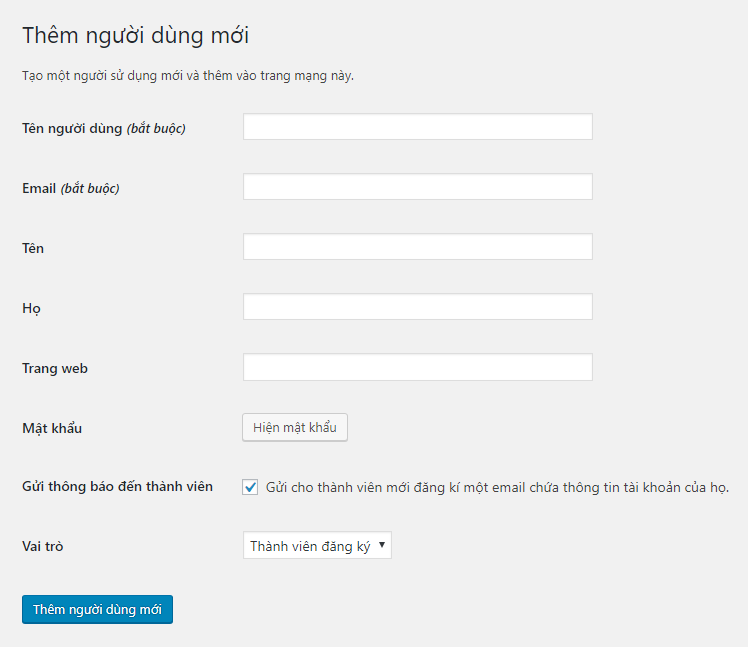 Thêm người dùng mới
Tạo một người sử dụng mới và thêm vào trang mạng này.
Tên người dùng (bắt buộc)
Email (bắt buộc)
Tên
Họ
Trang web
Mật khẩu
Hiện mật khẩu
Gửi thông báo đến thành viên
Gửi cho thành viên mới đăng kí một email chứa thông tin tài khoản của họ.
Vai trò
Thành viên đăng ký
Thêm người dùng mới